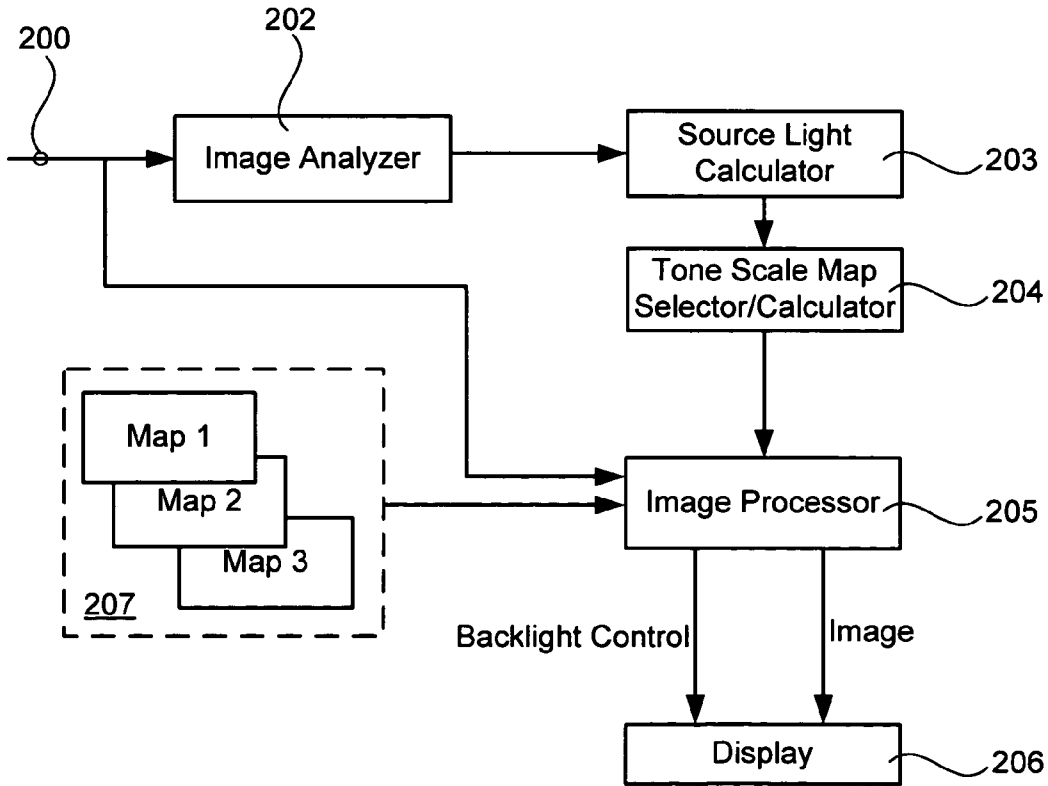 200
202
Image Analyzer
Source Light
Calculator
203
Tone Scale Map
Selector/Calculator
204
Map 1
Map 2
Map 3
207
Image Processor
205
Backlight Control
Image
Display
206